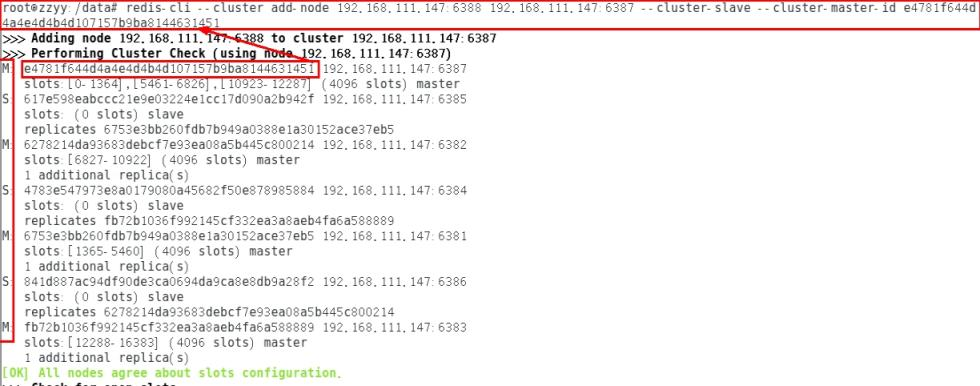 root@zzyy:/data# redis-cli --cluster add-node 192.168.111.147:6388 192.168.111.147:6387 --cluster-slave --cluster-master-id e4781f644d
4a4e4d4b4d107157b9ba8144631451
>>> Adding node 192.168.111.147:6388 to cluster 192.168.111.147:6387
>>> Performing Cluster Check (using node 192.168.111.147:6387)
M: e4781f644d4a4e4d4b4d107157b9ba8144631451 192.168.111.147:6387
slots:[0-1364],[5461-6826],[10923-12287] (4096 slots) master
S: 617e598eabccc21e9e03224e1cc17d090a2b942f 192.168.111.147:6385
slots: (0 slots) slave
replicates 6753e3bb260fdb7b949a0388e1a30152ace37eb5
M: 6278214da93683debcf7e93ea08a5b445c800214 192.168.111.147:6382
slots:[6827-10922] (4096 slots) master
1 additional replica(s)
S: 4783e547973e8a0179080a45682f50e878985884 192.168.111.147:6384
slots: (0 slots) slave
replicates fb72b1036f992145cf332ea3a8aeb4fa6a588889
M: 6753e3bb260fdb7b949a0388e1a30152ace37eb5 192.168.111.147:6381
slots:[1365-5460] (4096 slots) master
1 additional replica(s)
S: 841d887ac94df90de3ca0694da9ca8e8db9a28f2 192.168.111.147:6386
slots: (0 slots) slave
replicates 6278214da93683debcf7e93ea08a5b445c800214
M: fb72b1036f992145cf332ea3a8aeb4fa6a588889 192.168.111.147:6383
slots:[12288-16383] (4096 slots) master
1 additional replica(s)
[OK] All nodes agree about slots configuration.
>>> Check for open slots